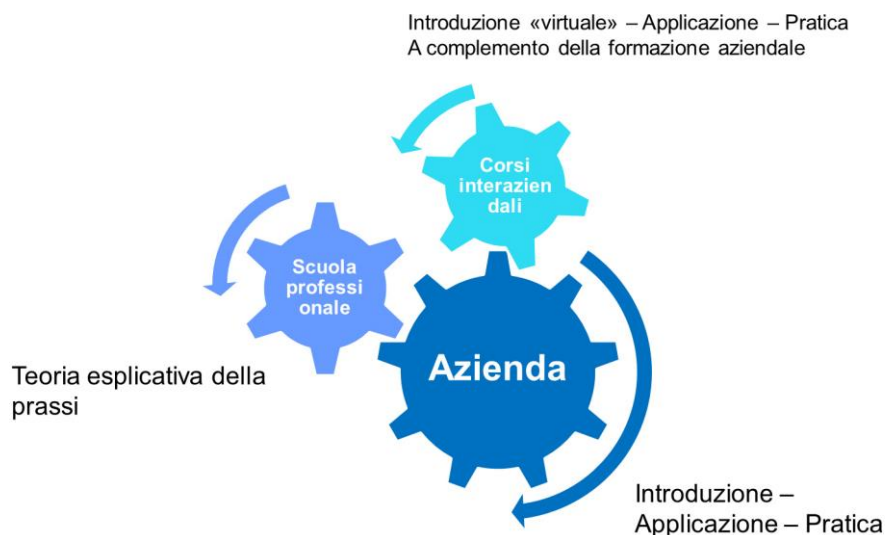 Introduzione «virtuale» – Applicazione – Pratica
A complemento della formazione aziendale
Corsi
interazien
dali
Scuola
professi
onale
Azienda
Teoria esplicativa della
prassi
Introduzione –
Applicazione – Pratica